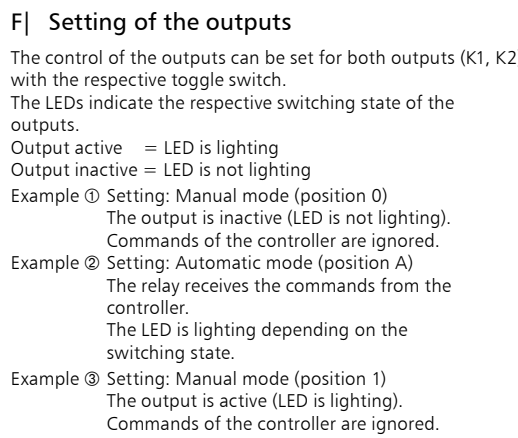 F| Setting of the outputs
The control of the outputs can be set for both outputs (K1, K2
with the respective toggle switch.
The LEDs indicate the respective switching state of the
outputs.
Output active = LED is lighting
Output inactive = LED is not lighting
Example ① Setting: Manual mode (position 0)
The output is inactive (LED is not lighting).
Commands of the controller are ignored.
Example ② Setting: Automatic mode (position A)
The relay receives the commands from the
controller.
The LED is lighting depending on the
switching state.
Example ③ Setting: Manual mode (position 1)
The output is active (LED is lighting).
Commands of the controller are ignored.